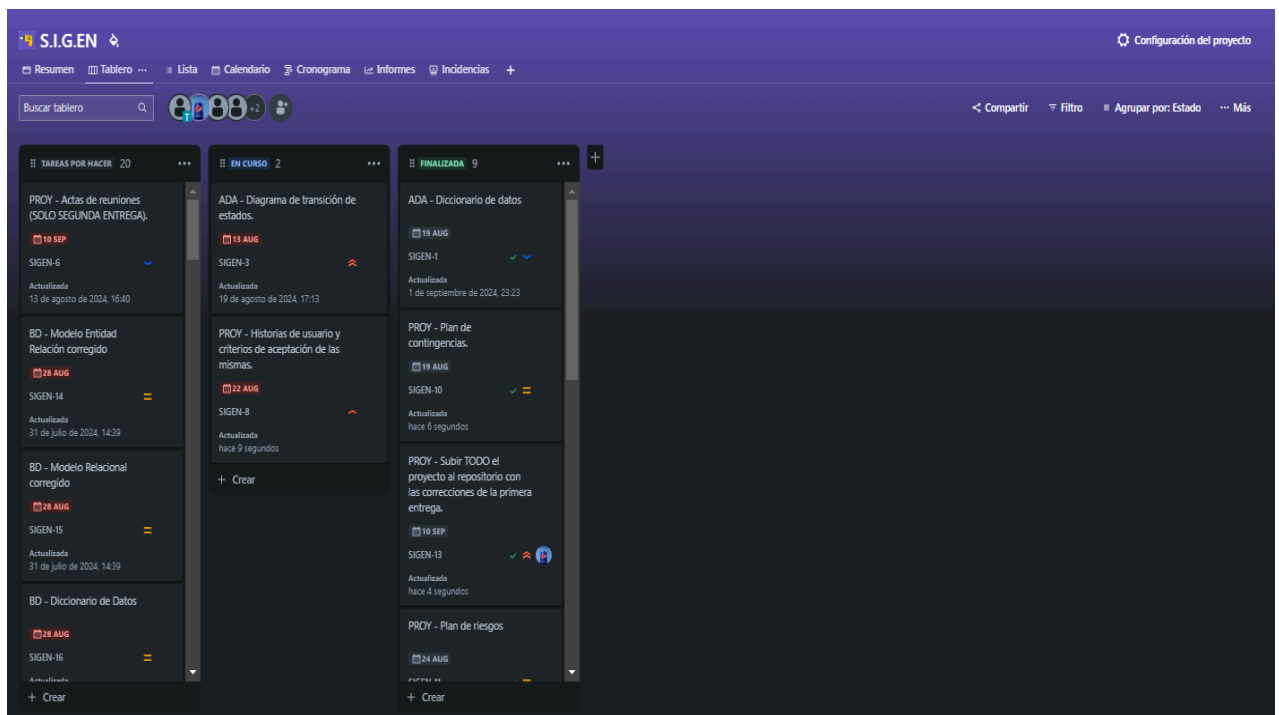 S.I.G.EN
Configuración del proyecto
Resumen
Tablero
Lista
Calendario
Cronograma
Informes
Incidencias
Buscar tablero
T
+2
Compartir
Filtro
Agrupar por: Estado
Más
TAREAS POR HACER 20
PROY - Actas de reuniones
(SOLO SEGUNDA ENTREGA).
10 SEP
SIGEN-6
Actualizada
13 de agosto de 2024, 16:40
BD - Modelo Entidad
Relación corregido
28 AUG
SIGEN-14
Actualizada
31 de julio de 2024, 14:39
BD - Modelo Relacional
corregido
28 AUG
SIGEN-15
Actualizada
31 de julio de 2024, 14:39
BD - Diccionario de Datos
28 AUG
SIGEN-16
Actualizada
+ Crear
EN CURSO 2
ADA - Diagrama de transición de
estados.
13 AUG
SIGEN-3
Actualizada
19 de agosto de 2024, 17:13
PROY - Historias de usuario y
criterios de aceptación de las
mismas.
22 AUG
SIGEN-8
Actualizada
hace 9 segundos
+ Crear
FINALIZADA 9
ADA - Diccionario de datos
19 AUG
SIGEN-1
Actualizada
1 de septiembre de 2024, 23:23
PROY - Plan de
contingencias.
19 AUG
SIGEN-10
Actualizada
hace 6 segundos
PROY - Subir TODO el
proyecto al repositorio con
las correcciones de la primera
entrega.
10 SEP
SIGEN-13
Actualizada
hace 4 segundos
PROY - Plan de riesgos
24 AUG
+ Crear